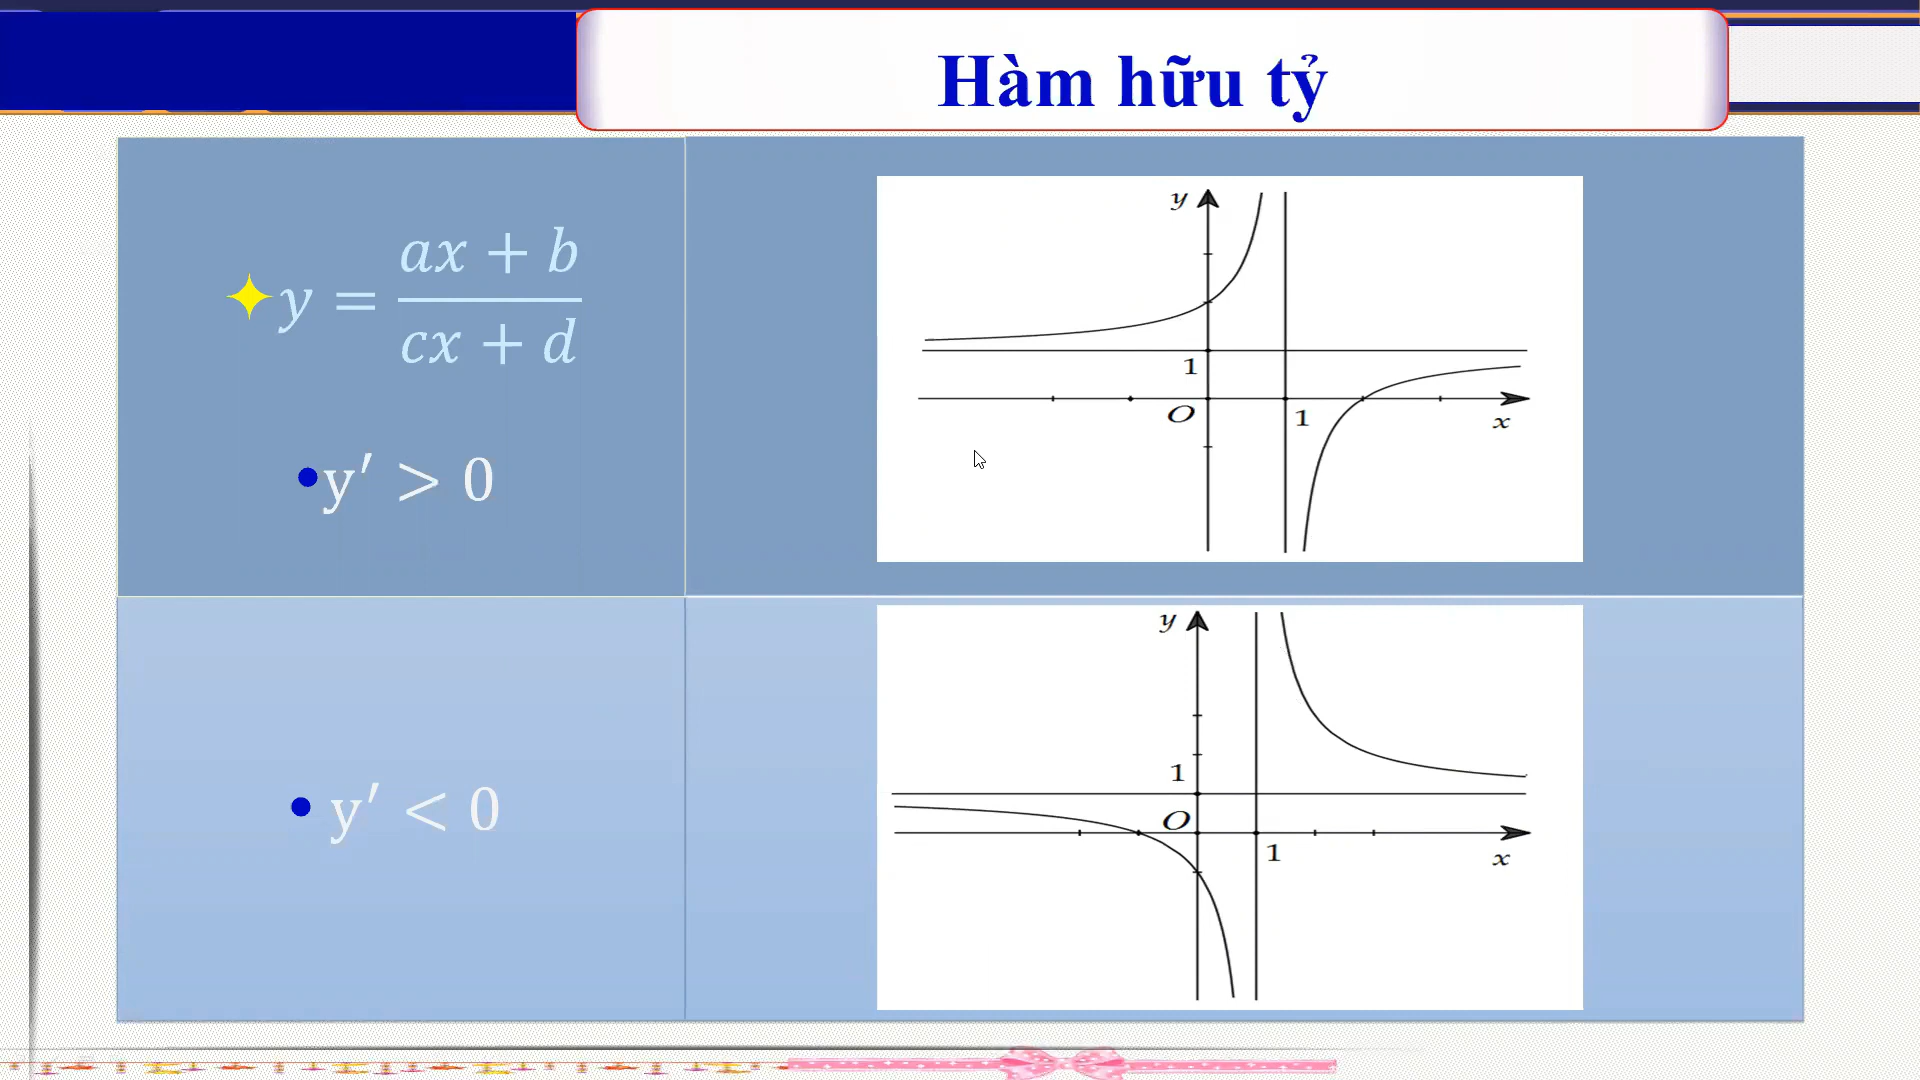 Hàm hữu tỷ
y = (ax + b)/(cx + d)
y′ > 0
y
1
O
1
x
y′ < 0
y
1
O
1
x